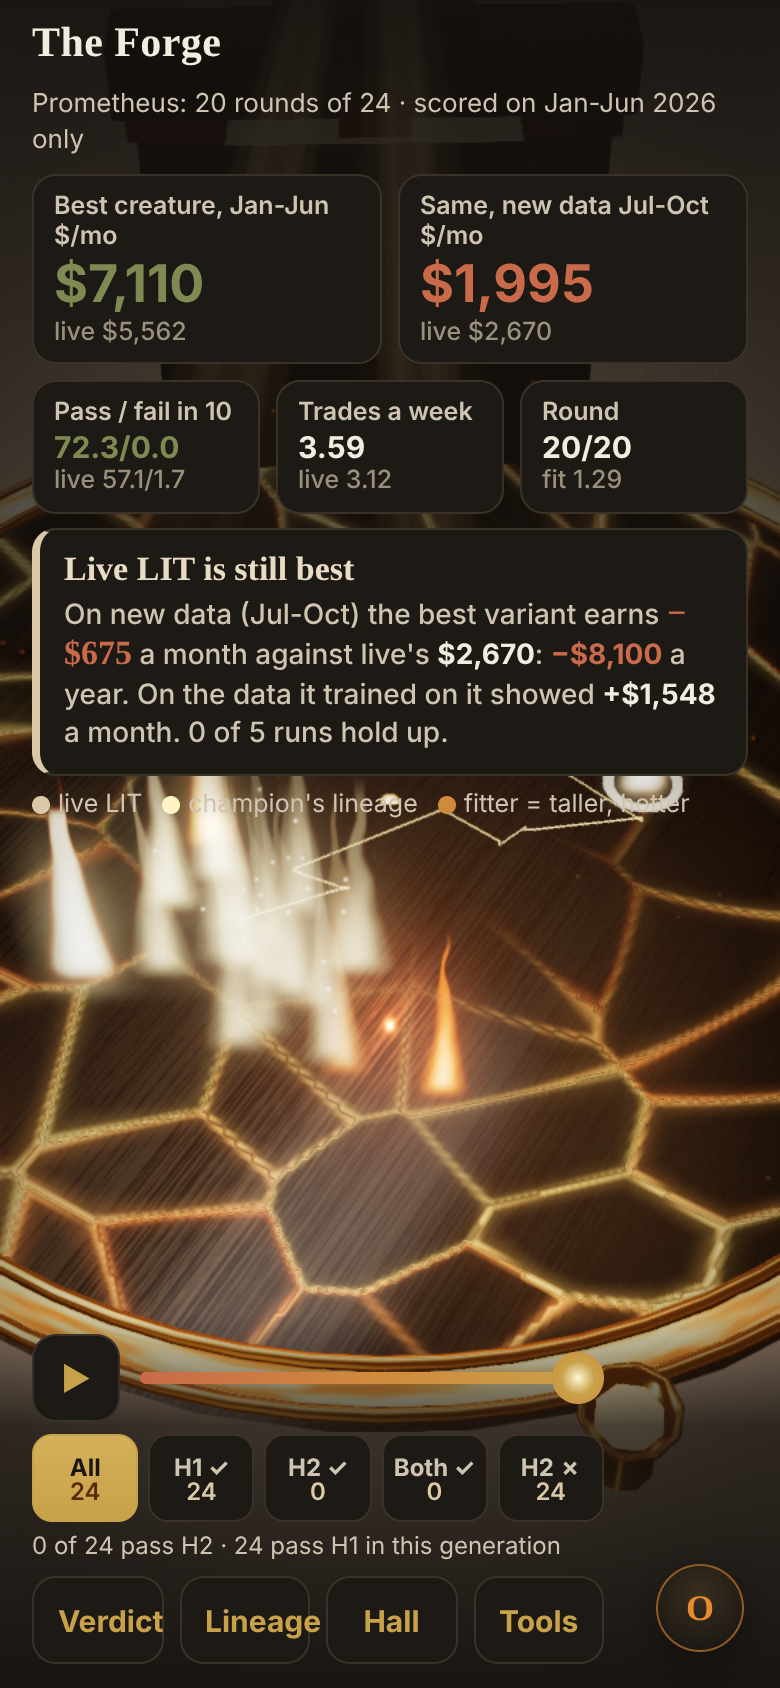 The Forge
Prometheus: 20 rounds of 24 · scored on Jan-Jun 2026
only
Best creature, Jan-Jun
$/mo
$7,110
live $5,562
Same, new data Jul-Oct
$/mo
$1,995
live $2,670
Pass / fail in 10
72.3/0.0
live 57.1/1.7
Trades a week
3.59
live 3.12
Round
20/20
fit 1.29
Live LIT is still best
On new data (Jul-Oct) the best variant earns −
$675 a month against live's $2,670: −$8,100 a
year. On the data it trained on it showed +$1,548
a month. 0 of 5 runs hold up.
live LIT champion's lineage fitter = taller, hotter
All
24
H1 ✓
24
H2 ✓
0
Both ✓
0
H2 ×
24
0 of 24 pass H2 · 24 pass H1 in this generation
Verdict
Lineage
Hall
Tools
O